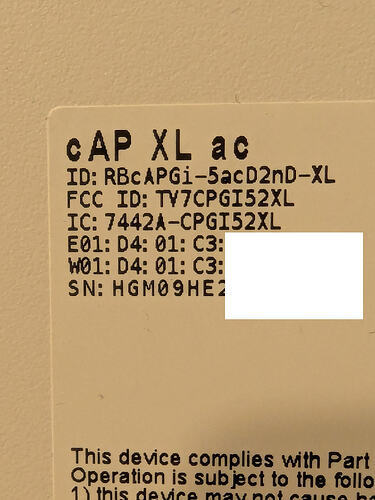 cAP XL ac
ID: RBcAPGi-5acD2nD-XL
FCC ID: TV7CPGI52XL
IC: 7442A-CPGI52XL
E01: D4: 01: C3:
W01: D4: 01: C3:
SN: HGM09HE2
This device complies with Part
Operation is subject to the follo
1) this device may not cause h